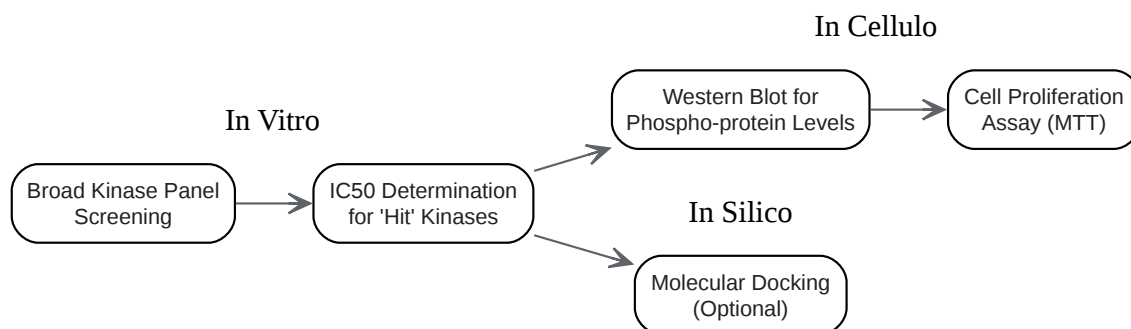 In Cellulo
Western Blot for
Phospho-protein Levels
Cell Proliferation
Assay (MTT)
In Vitro
Broad Kinase Panel
Screening
IC50 Determination
for 'Hit' Kinases
In Silico
Molecular Docking
(Optional)